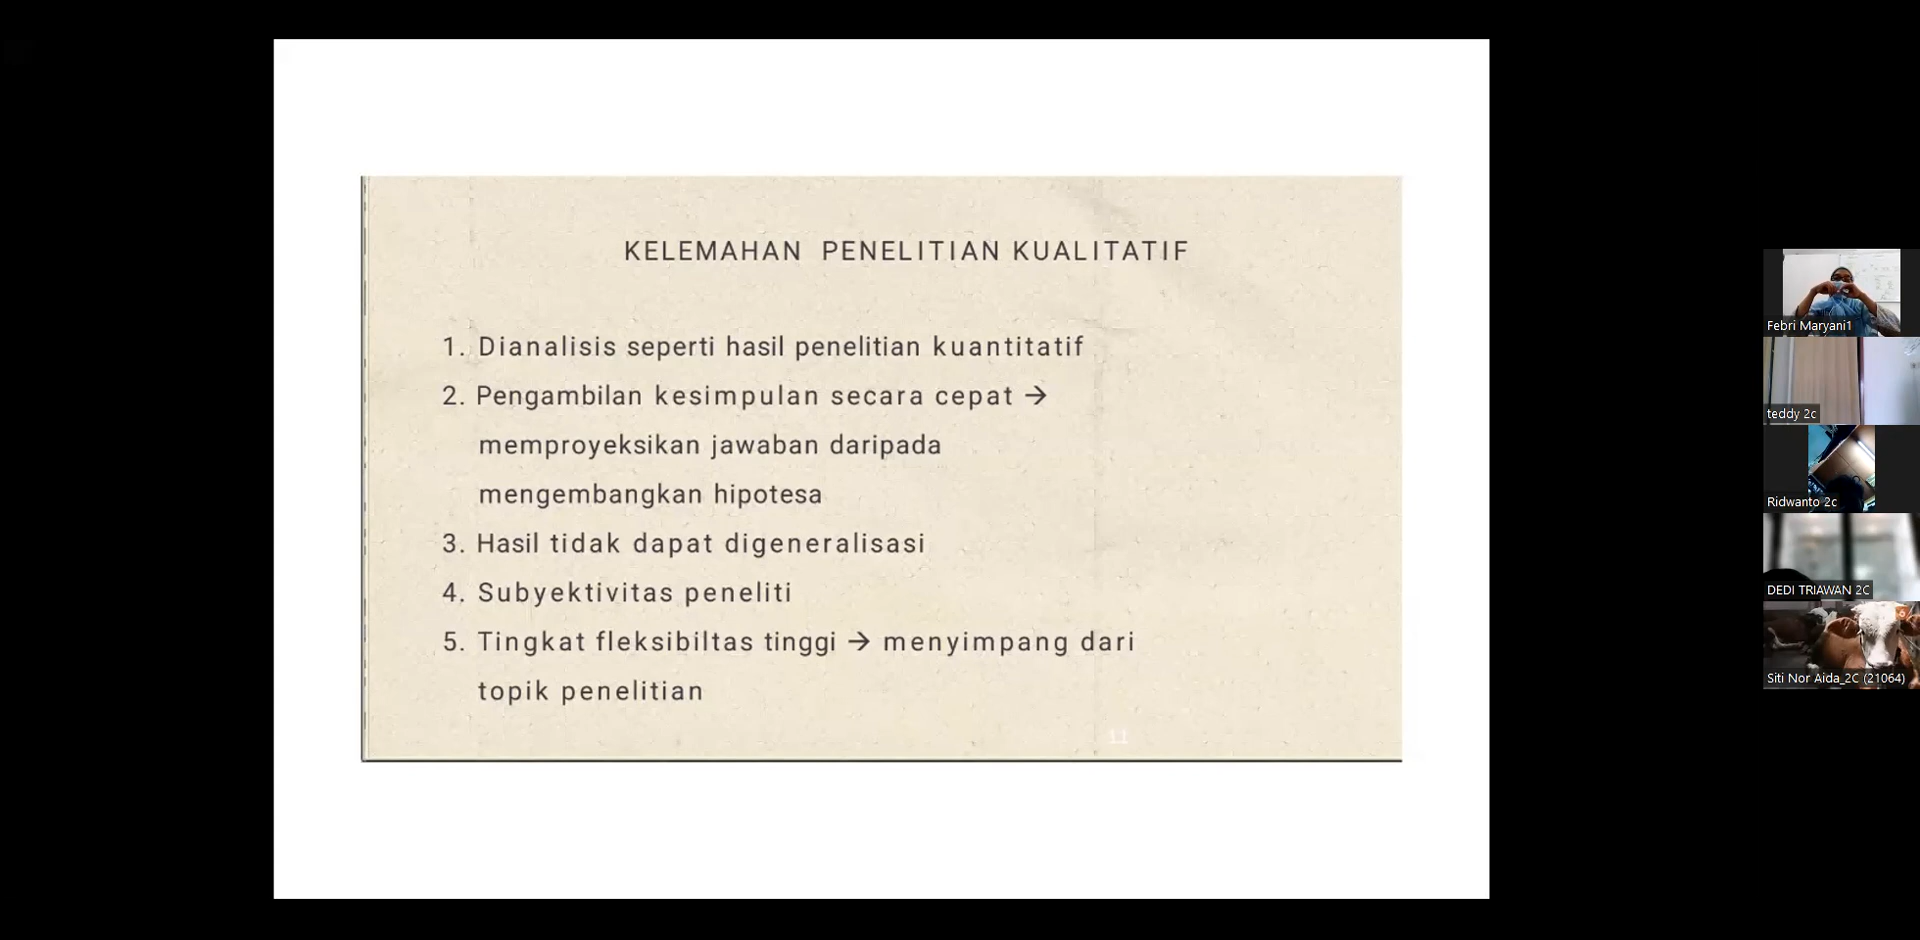 KELEMAHAN PENELITIAN KUALITATIF
1. Dianalisis seperti hasil penelitian kuantitatif
2. Pengambilan kesimpulan secara cepat →
memproyeksikan jawaban daripada
mengembangkan hipotesa
3. Hasil tidak dapat digeneralisasi
4. Subyektivitas peneliti
5. Tingkat fleksibiltas tinggi → menyimpang dari
topik penelitian
11
Febri Maryani1
teddy 2c
Ridwanto 2c
DEDI TRIAWAN 2C
Siti Nor Aida_2C (21064)